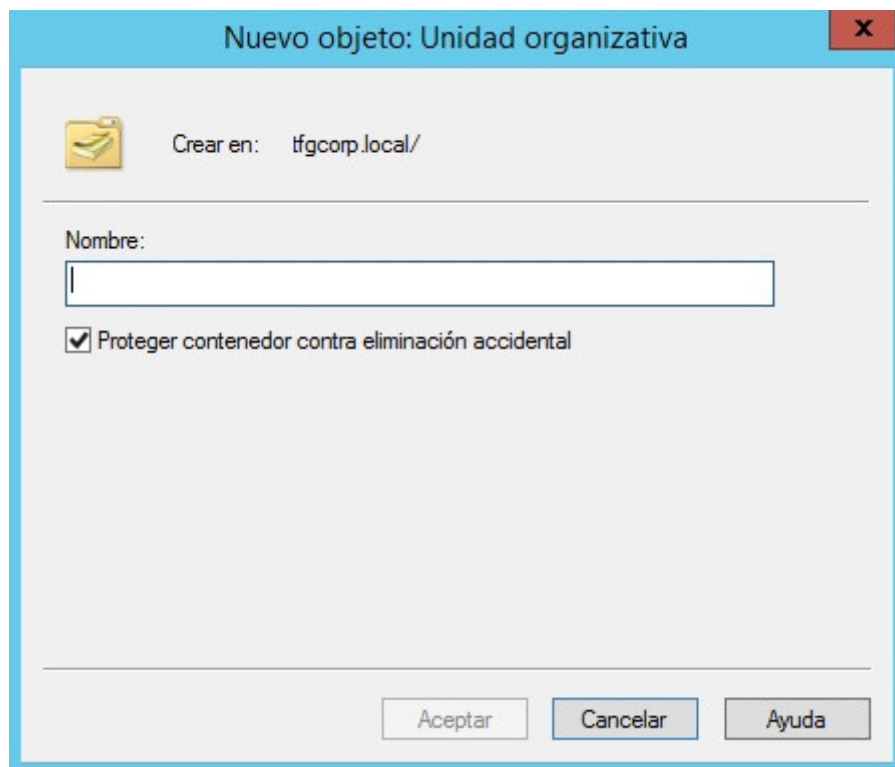 Nuevo objeto: Unidad organizativa
x
Crear en: tfgcorp.local/
Nombre:
Proteger contenedor contra eliminación accidental
Aceptar Cancelar Ayuda